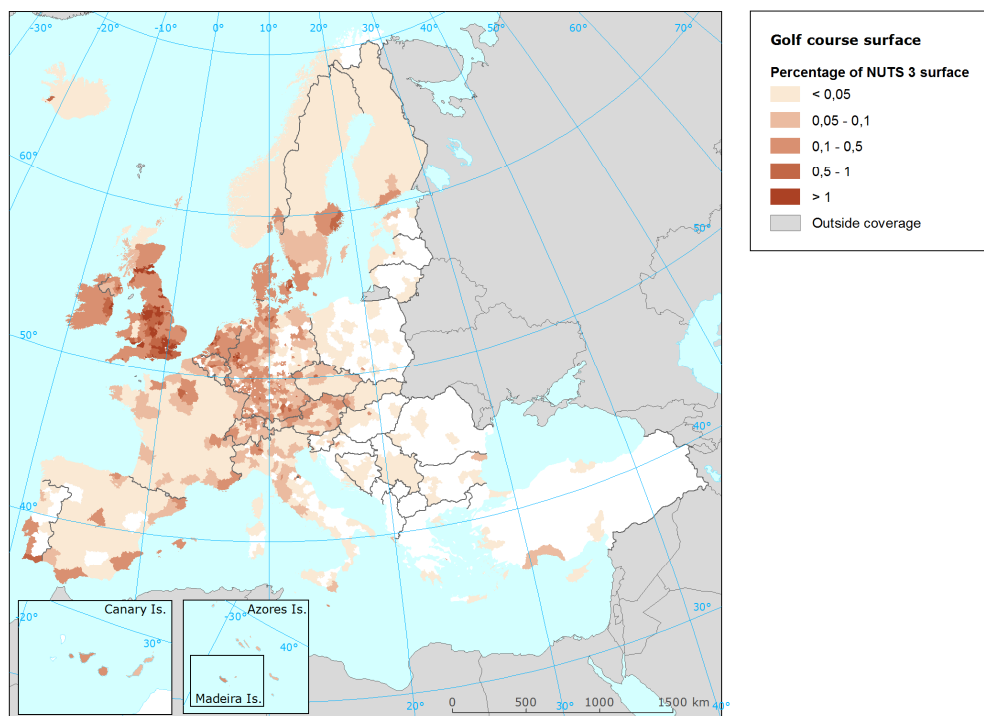 -30° -20° -10° 0° 10° 20° 30° 40° 50° 60° 70°
60°
50°
50°
40°
40°
40°
30°
Golf course surface
Percentage of NUTS 3 surface
< 0,05
0,05 - 0,1
0,1 - 0,5
0,5 - 1
> 1
Outside coverage
Canary Is.
-20°
30°
Azores Is.
-30°
40°
Madeira Is.
0 500 1000 1500 km
20° 30° 40°